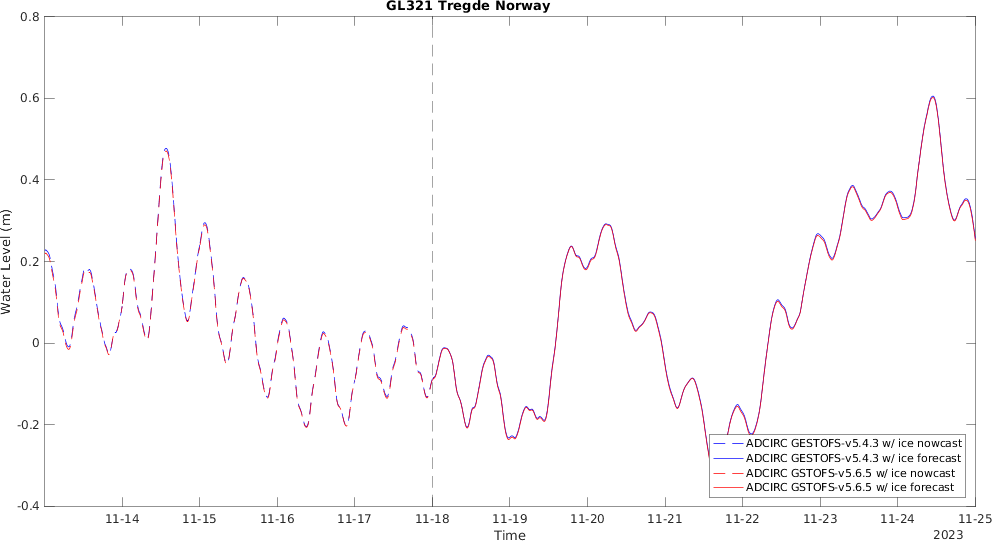 GL321 Tregde Norway
0.8
0.6
0.4
0.2
0
-0.2
-0.4
Water Level (m)
ADCIRC GESTOFS-v5.4.3 w/ ice nowcast
ADCIRC GESTOFS-v5.4.3 w/ ice forecast
ADCIRC GSTOFS-v5.6.5 w/ ice nowcast
ADCIRC GSTOFS-v5.6.5 w/ ice forecast
11-14 11-15 11-16 11-17 11-18 11-19 11-20 11-21 11-22 11-23 11-24 11-25
Time
2023